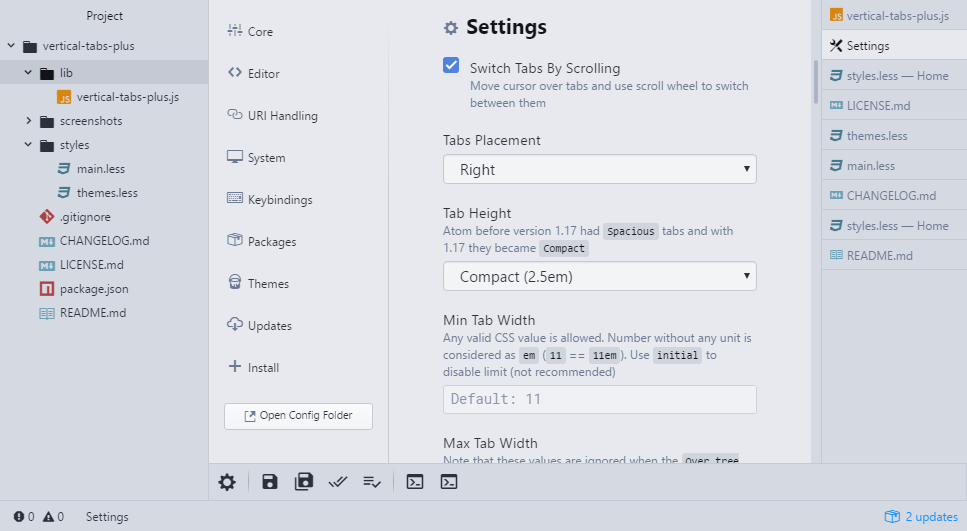 Project
vertical-tabs-plus
lib
JS vertical-tabs-plus.js
screenshots
styles
main.less
themes.less
.gitignore
CHANGELOG.md
LICENSE.md
package.json
README.md
Core
Editor
URI Handling
System
Keybindings
Packages
Themes
Updates
Install
Open Config Folder
Settings
Switch Tabs By Scrolling
Move cursor over tabs and use scroll wheel to switch
between them
Tabs Placement
Right
Tab Height
Atom before version 1.17 had Spacious tabs and with
1.17 they became Compact
Compact (2.5em)
Min Tab Width
Any valid CSS value is allowed. Number without any unit is
considered as em (11 == 11em). Use initial to
disable limit (not recommended)
Default: 11
Max Tab Width
Note that these values are ignored when the Over tree
JS vertical-tabs-plus.js
Settings
styles.less — Home
LICENSE.md
themes.less
main.less
CHANGELOG.md
styles.less — Home
README.md
0 0 Settings
2 updates